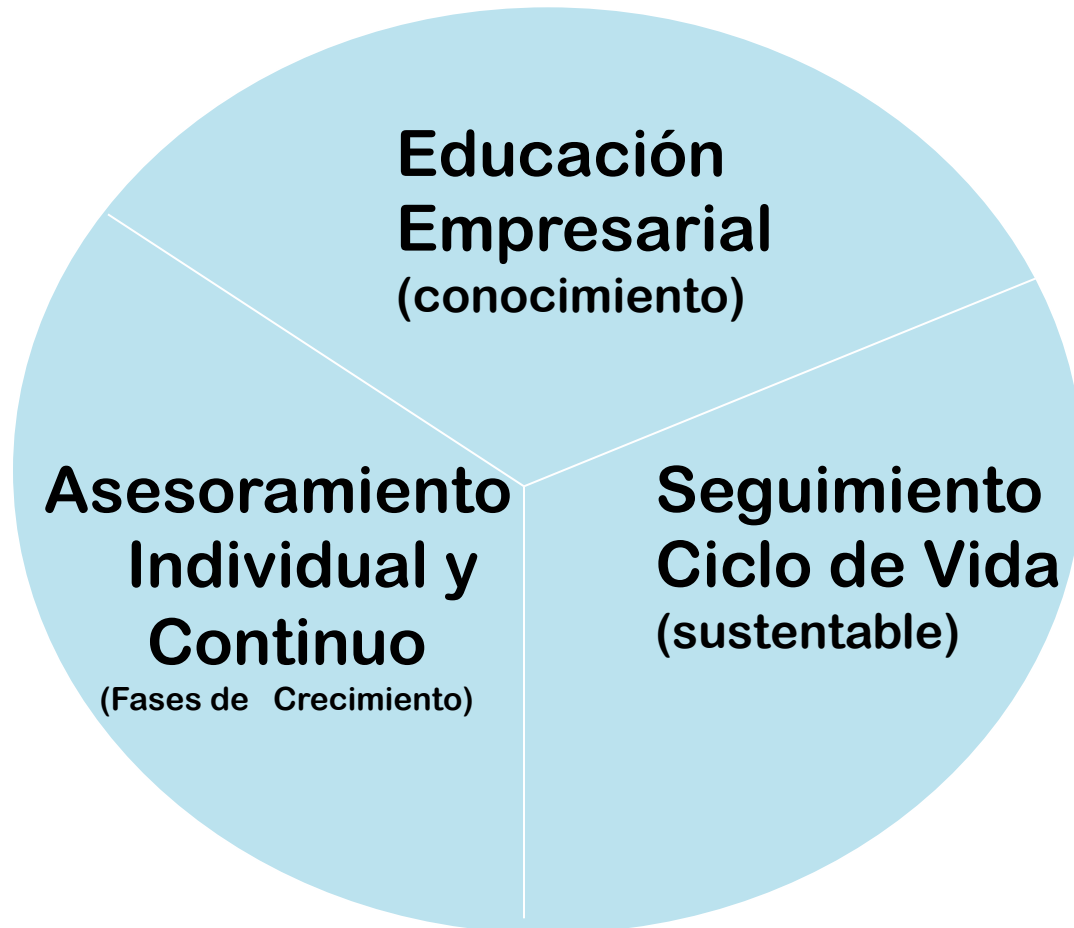 Educación
Empresarial
(conocimiento)
Asesoramiento
Individual y
Continuo
(Fases de Crecimiento)
Seguimiento
Ciclo de Vida
(sustentable)